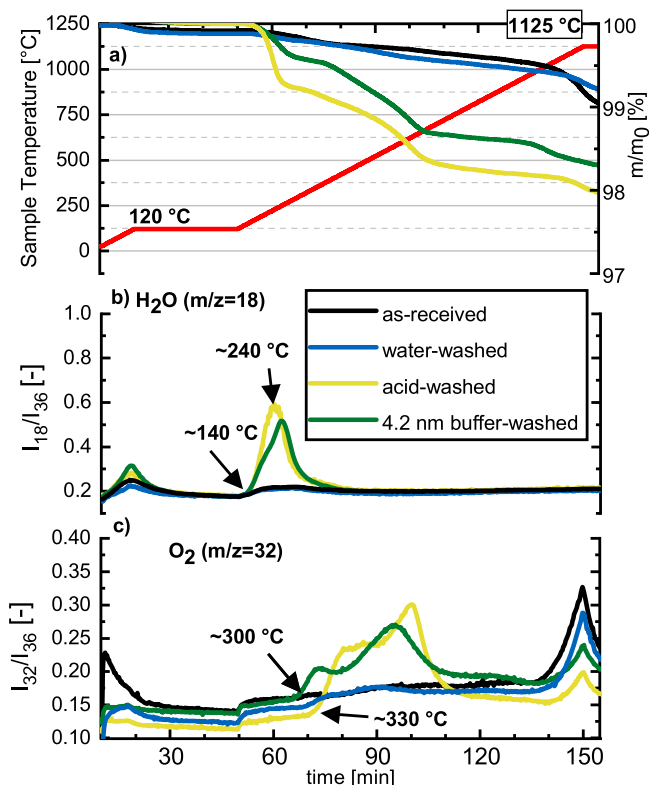 1125 °C
1250
1000
750
500
250
0
Sample Temperature [°C]
a)
120 °C
100
99
98
97
m/m0 [%]
b) H2O (m/z=18)
1.0
0.8
0.6
0.4
0.2
I18/I36 [-]
~240 °C
~140 °C
as-received
water-washed
acid-washed
4.2 nm buffer-washed
c)
O2 (m/z=32)
0.40
0.35
0.30
0.25
0.20
0.15
0.10
I32/I36 [-]
~300 °C
~330 °C
30 60 90 120 150
time [min]